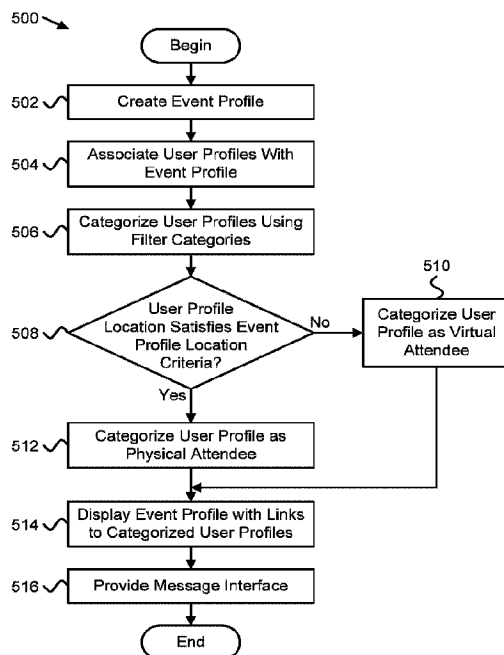 500
Begin
502
Create Event Profile
504
Associate User Profiles With
Event Profile
506
Categorize User Profiles Using
Filter Categories
508
User Profile
Location Satisfies Event
Profile Location
Criteria?
No
510
Categorize User
Profile as Virtual
Attendee
Yes
512
Categorize User Profile as
Physical Attendee
514
Display Event Profile with Links
to Categorized User Profiles
516
Provide Message Interface
End